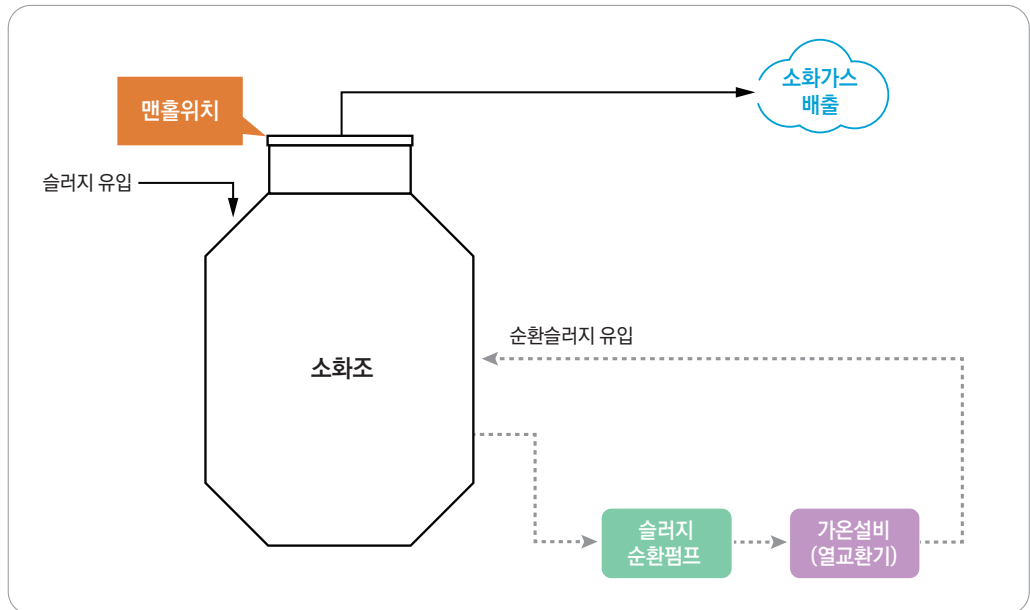 소화가스
배출
맨홀위치
슬러지 유입
순환슬러지 유입
소화조
슬러지
순환펌프
가온설비
(열교환기)